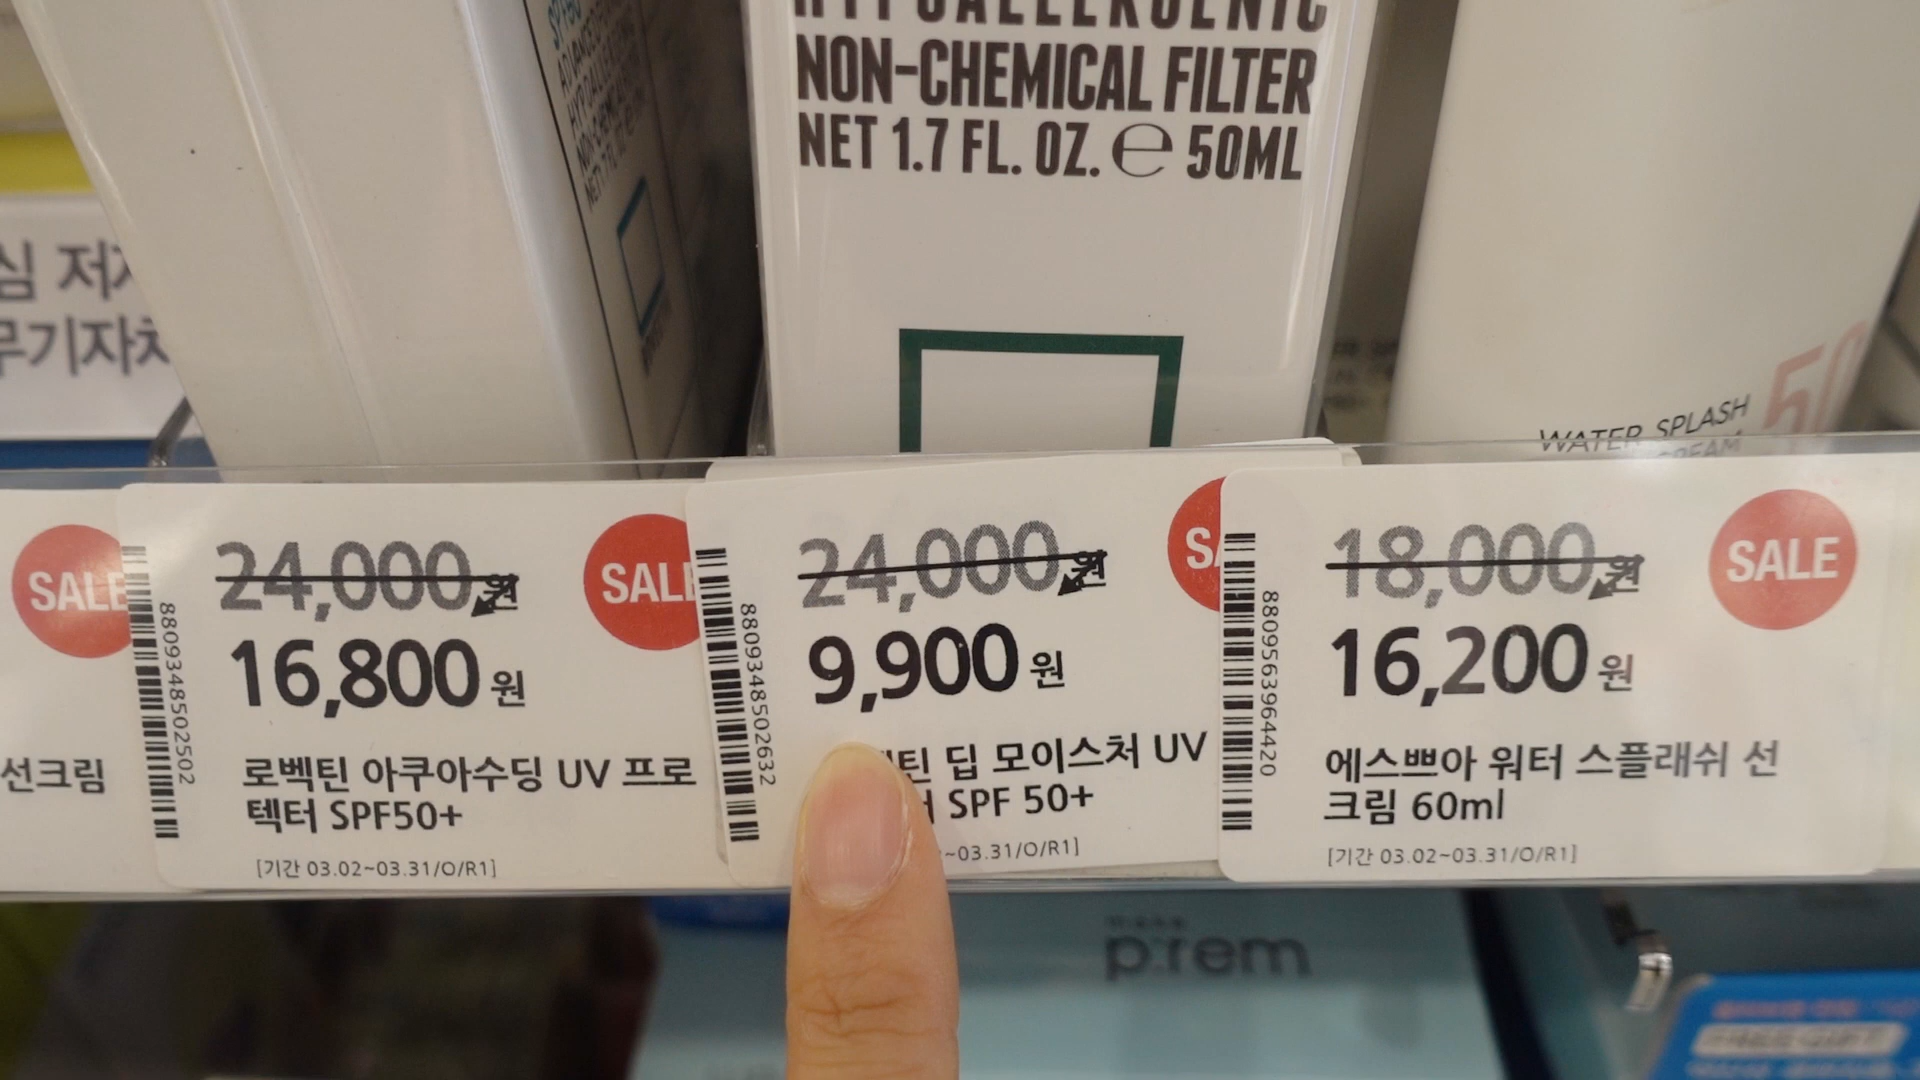 NON-CHEMICAL FILTER
NET 1.7 FL. OZ. ℮ 50ML
WATER SPLASH
CREAM
50
심
무기자차
SALE
선크림
24,000원
16,800원
SALE
8809348502502
로벡틴 아쿠아수딩 UV 프로
텍터 SPF50+
[기간 03.02~03.31/O/R1]
24,000원
9,900원
8809348502632
틴 딥 모이스처 UV
SPF 50+
~03.31/O/R1]
18,000원
16,200원
SALE
8809563964420
에스쁘아 워터 스플래쉬 선
크림 60ml
[기간 03.02~03.31/O/R1]
make
p:rem